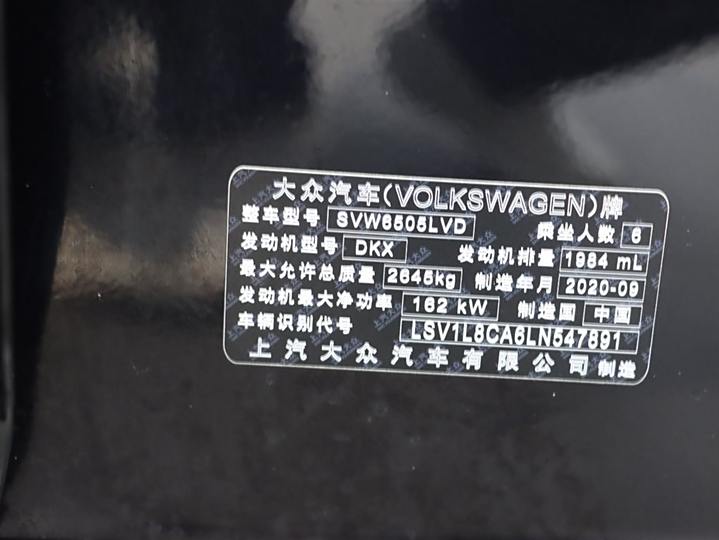 大众汽车(VOLKSWAGEN)牌
整车型号 SVW6505LVD 乘坐人数 6
发动机型号 DKX 发动机排量 1984 mL
最大允许总质量 2645kg 制造年月 2020-09
发动机最大净功率 162 kW 制造国 中国
车辆识别代号 LSV1L8CA6LN547891
上汽大众汽车有限公司 制造